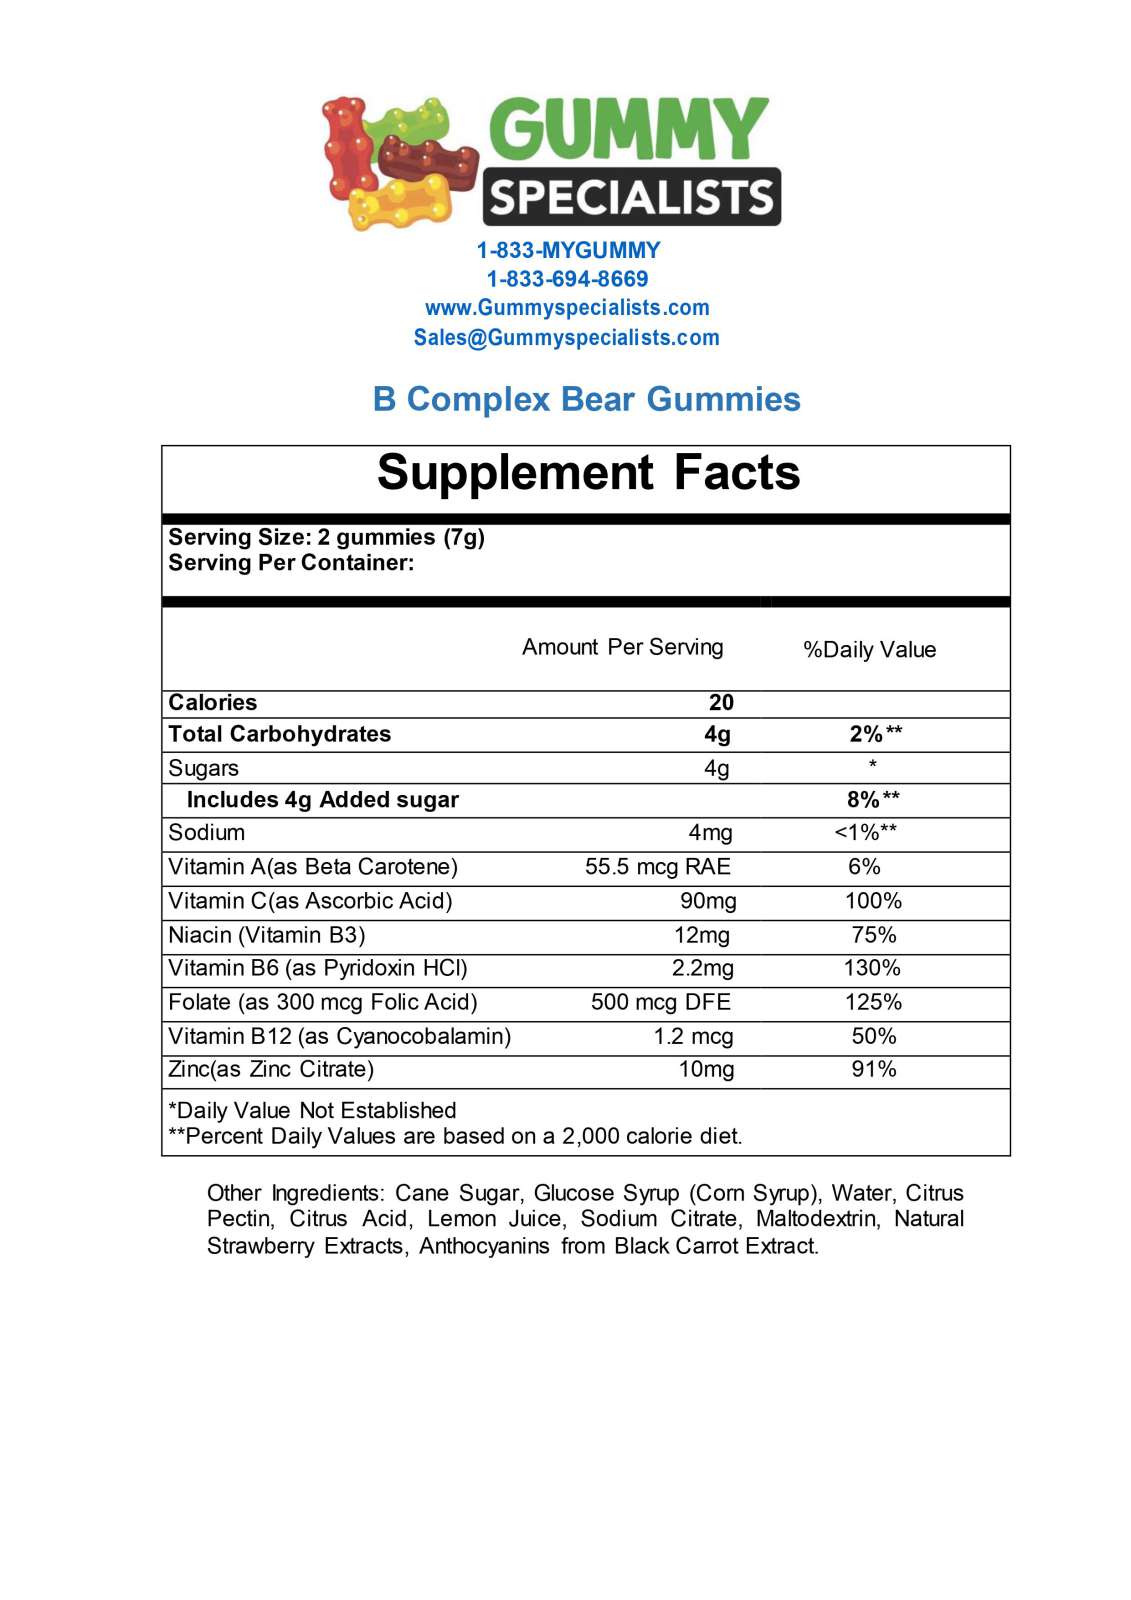 GUMMY
SPECIALISTS
1-833-MYGUMMY
1-833-694-8669
www.Gummyspecialists.com
Sales@Gummyspecialists.com
B Complex Bear Gummies
Supplement Facts
Serving Size: 2 gummies (7g)
Serving Per Container:
Amount Per Serving %Daily Value
Calories 20
Total Carbohydrates 4g 2%**
Sugars 4g *
Includes 4g Added sugar 8%**
Sodium 4mg <1%**
Vitamin A(as Beta Carotene) 55.5 mcg RAE 6%
Vitamin C(as Ascorbic Acid) 90mg 100%
Niacin (Vitamin B3) 12mg 75%
Vitamin B6 (as Pyridoxin HCl) 2.2mg 130%
Folate (as 300 mcg Folic Acid) 500 mcg DFE 125%
Vitamin B12 (as Cyanocobalamin) 1.2 mcg 50%
Zinc(as Zinc Citrate) 10mg 91%
*Daily Value Not Established
**Percent Daily Values are based on a 2,000 calorie diet.
Other Ingredients: Cane Sugar, Glucose Syrup (Corn Syrup), Water, Citrus
Pectin, Citrus Acid, Lemon Juice, Sodium Citrate, Maltodextrin, Natural
Strawberry Extracts, Anthocyanins from Black Carrot Extract.